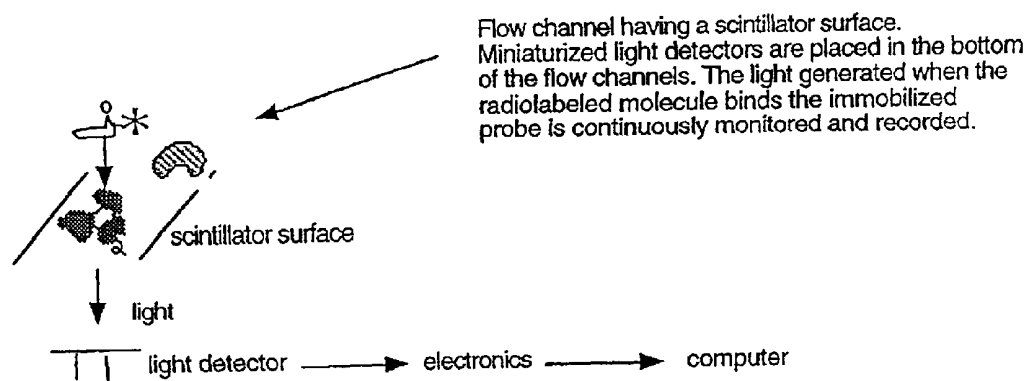 Flow channel having a scintillator surface.
Miniaturized light detectors are placed in the bottom
of the flow channels. The light generated when the
radiolabeled molecule binds the immobilized
probe is continuously monitored and recorded.
scintillator surface
light
light detector
electronics
computer